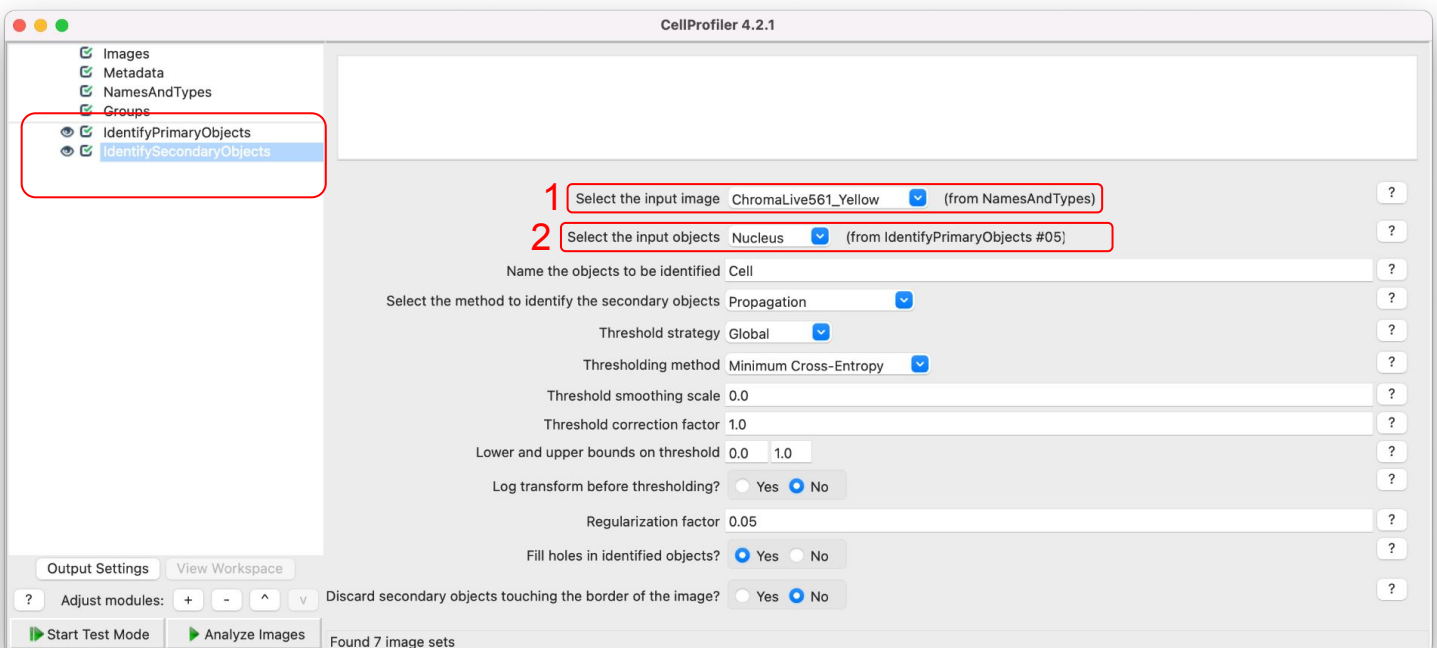 CellProfiler 4.2.1
Images
Metadata
NamesAndTypes
Groups
IdentifyPrimaryObjects
IdentifySecondaryObjects
1 Select the input image ChromaLive561_Yellow (from NamesAndTypes) ?
2 Select the input objects Nucleus (from IdentifyPrimaryObjects #05) ?
Name the objects to be identified Cell ?
Select the method to identify the secondary objects Propagation ?
Threshold strategy Global ?
Thresholding method Minimum Cross-Entropy ?
Threshold smoothing scale 0.0 ?
Threshold correction factor 1.0 ?
Lower and upper bounds on threshold 0.0 1.0 ?
Log transform before thresholding? Yes No ?
Regularization factor 0.05 ?
Fill holes in identified objects? Yes No ?
Discard secondary objects touching the border of the image? Yes No ?
Output Settings View Workspace
? Adjust modules: + - ^ v
Start Test Mode Analyze Images
Found 7 image sets